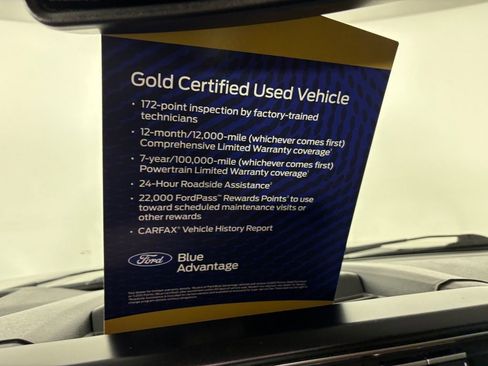 Gold Certified Used Vehicle
• 172-point inspection by factory-trained
technicians
• 12-month/12,000-mile (whichever comes first)
Comprehensive Limited Warranty coverage
• 7-year/100,000-mile (whichever comes first)
Powertrain Limited Warranty coverage
• 24-Hour Roadside Assistance
• 22,000 FordPass™ Rewards Points to use
toward scheduled maintenance visits or
other rewards
• CARFAX® Vehicle History Report
Ford
Blue
Advantage